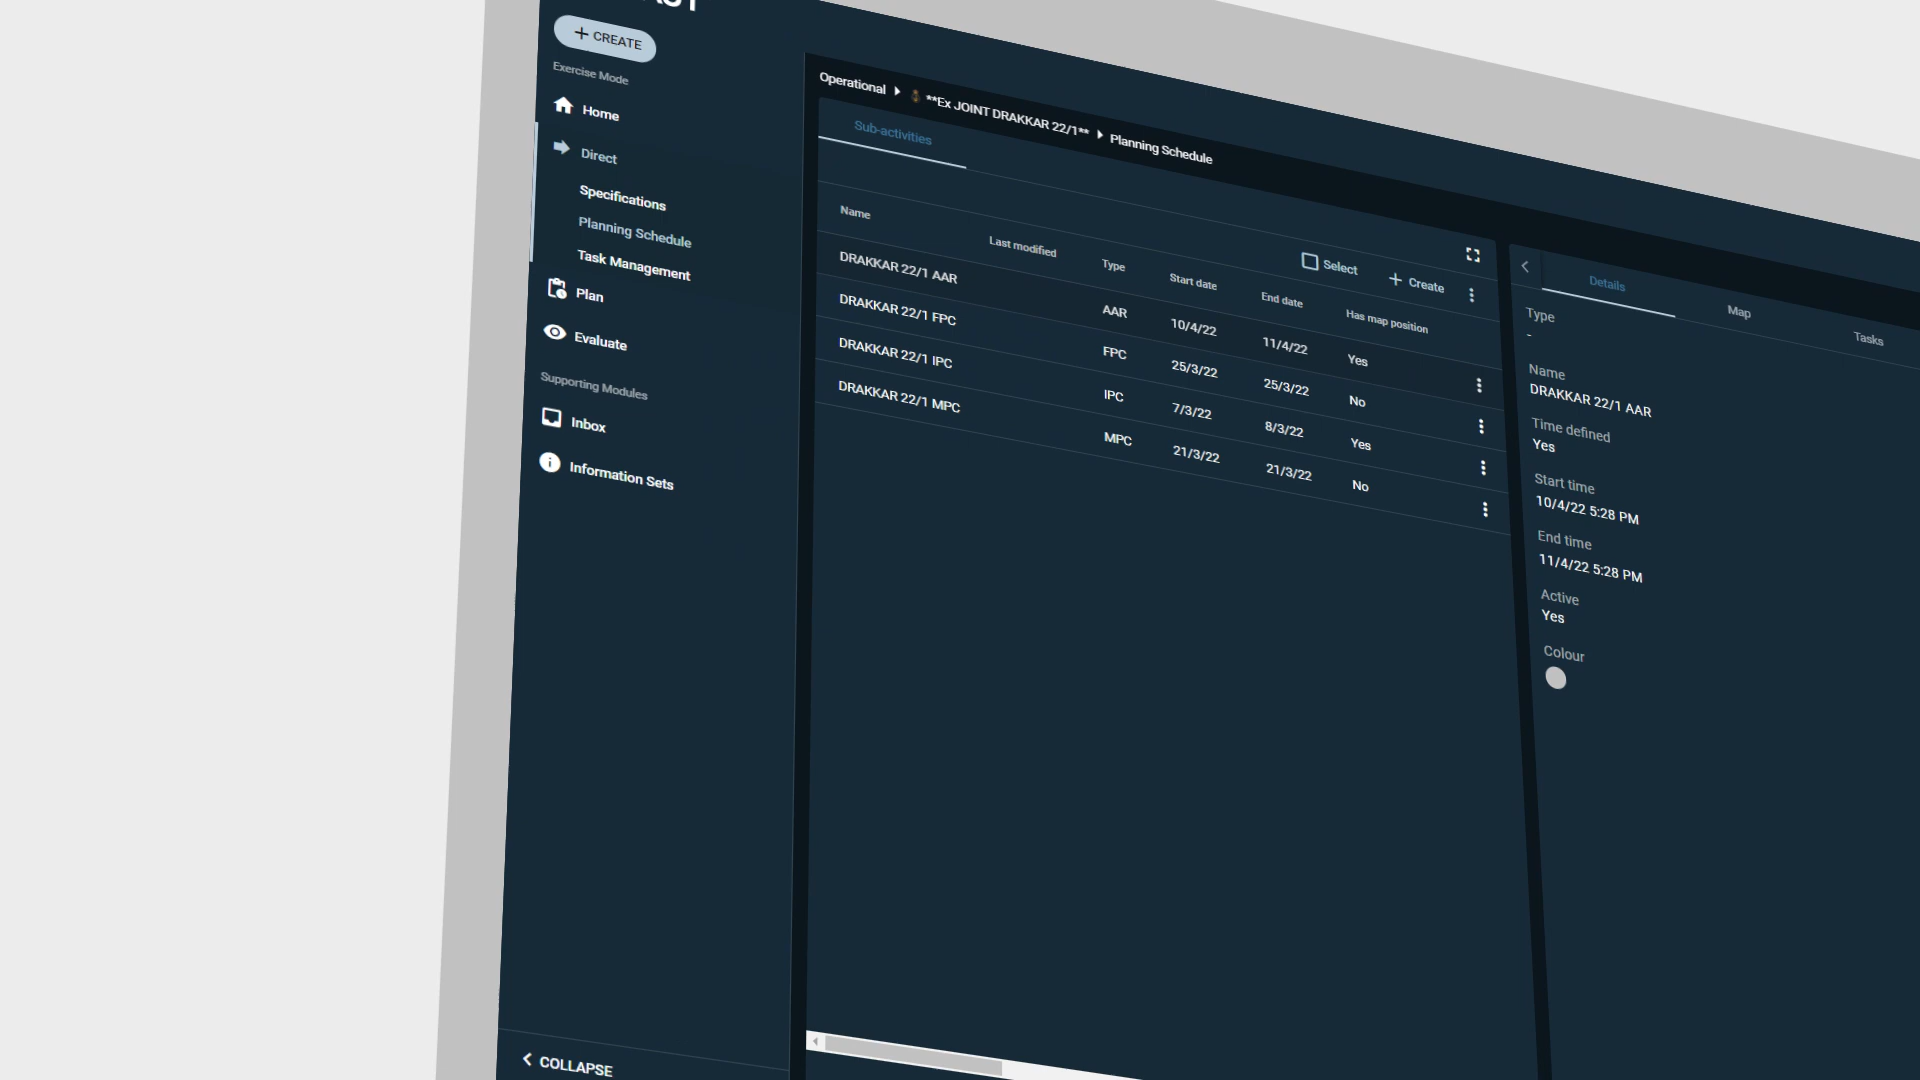 CREATE
Exercise Mode
Home
Direct
Specifications
Planning Schedule
Task Management
Plan
Evaluate
Supporting Modules
Inbox
Information Sets
COLLAPSE
Operational **Ex JOINT DRAKKAR 22/1** Planning Schedule
Sub-activities
Select Create
Name Last modified Type Start date End date Has map position
DRAKKAR 22/1 AAR AAR 10/4/22 11/4/22 Yes
DRAKKAR 22/1 FPC FPC 25/3/22 25/3/22 No
DRAKKAR 22/1 IPC IPC 7/3/22 8/3/22 Yes
DRAKKAR 22/1 MPC MPC 21/3/22 21/3/22 No
Details Map Tasks
Type
-
Name
DRAKKAR 22/1 AAR
Time defined
Yes
Start time
10/4/22 5:28 PM
End time
11/4/22 5:28 PM
Active
Yes
Colour